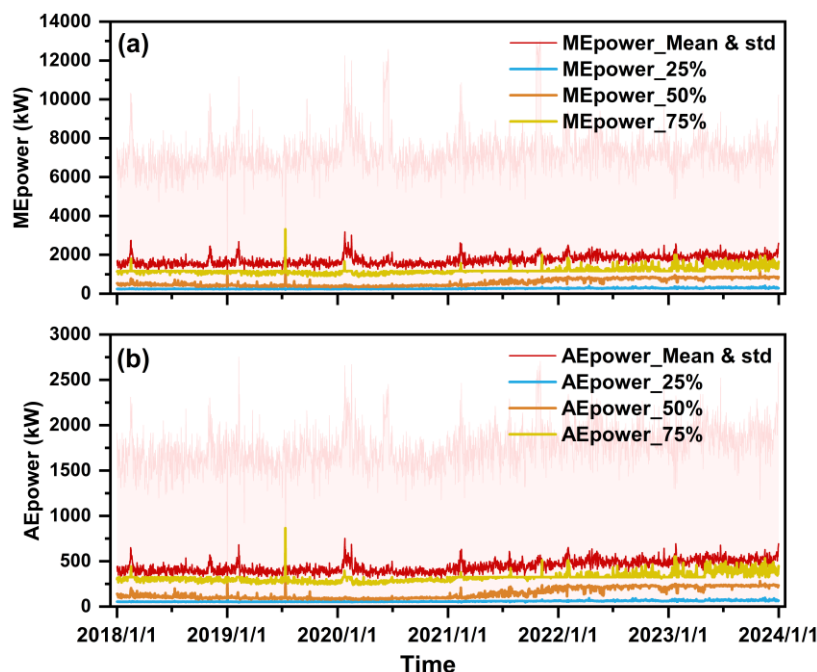 (a)
MEpower_Mean & std
MEpower_25%
MEpower_50%
MEpower_75%
14000
12000
10000
8000
6000
4000
2000
0
MEpower (kW)
(b)
AEpower_Mean & std
AEpower_25%
AEpower_50%
AEpower_75%
3000
2500
2000
1500
1000
500
0
AEpower (kW)
2018/1/1 2019/1/1 2020/1/1 2021/1/1 2022/1/1 2023/1/1 2024/1/1
Time